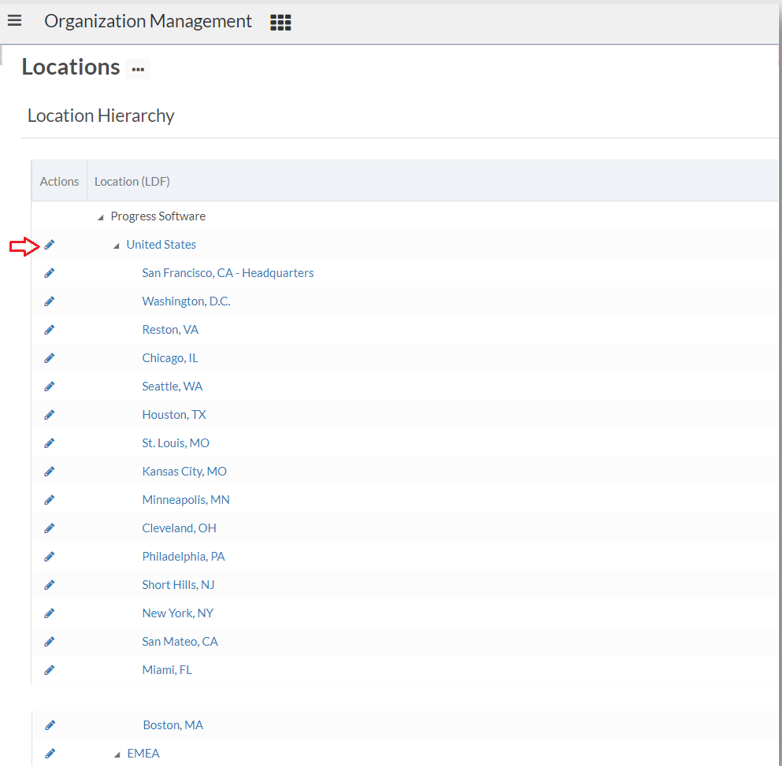 Organization Management
Locations ...
Location Hierarchy
Actions Location (LDF)
Progress Software
United States
San Francisco, CA - Headquarters
Washington, D.C.
Reston, VA
Chicago, IL
Seattle, WA
Houston, TX
St. Louis, MO
Kansas City, MO
Minneapolis, MN
Cleveland, OH
Philadelphia, PA
Short Hills, NJ
New York, NY
San Mateo, CA
Miami, FL
Boston, MA
EMEA